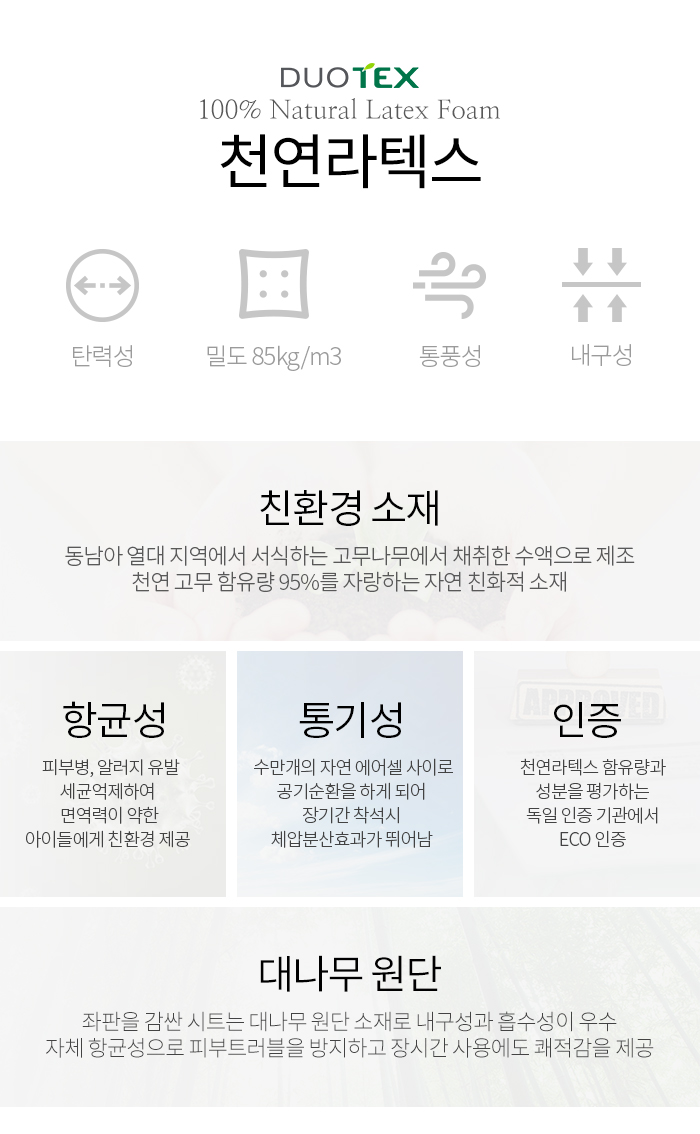 DUOTEX
100% Natural Latex Foam
천연라텍스
탄력성
밀도 85kg/m3
통풍성
내구성
친환경 소재
동남아 열대 지역에서 서식하는 고무나무에서 채취한 수액으로 제조
천연 고무 함유량 95%를 자랑하는 자연 친화적 소재
항균성
피부병, 알러지 유발
세균억제하여
면역력이 약한
아이들에게 친환경 제공
통기성
수만개의 자연 에어셀 사이로
공기순환을 하게 되어
장기간 착석시
체압분산효과가 뛰어남
APPROVED
인증
천연라텍스 함유량과
성분을 평가하는
독일 인증 기관에서
ECO 인증
대나무 원단
좌판을 감싼 시트는 대나무 원단 소재로 내구성과 흡수성이 우수
자체 항균성으로 피부트러블을 방지하고 장시간 사용에도 쾌적감을 제공